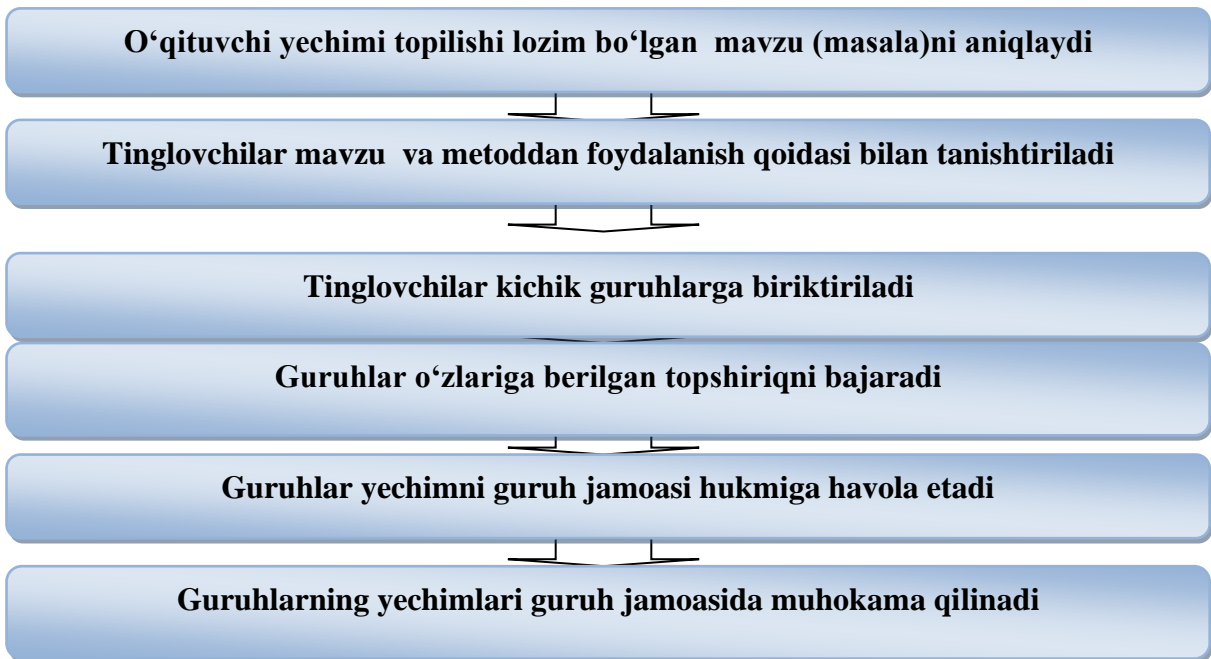 O‘qituvchi yechimi topilishi lozim bo‘lgan mavzu (masala)ni aniqlaydi
Tinglovchilar mavzu va metoddan foydalanish qoidasi bilan tanishtiriladi
Tinglovchilar kichik guruhlarga biriktiriladi
Guruhlar o‘zlariga berilgan topshiriqni bajaradi
Guruhlar yechimni guruh jamoasi hukmiga havola etadi
Guruhlarning yechimlari guruh jamoasida muhokama qilinadi